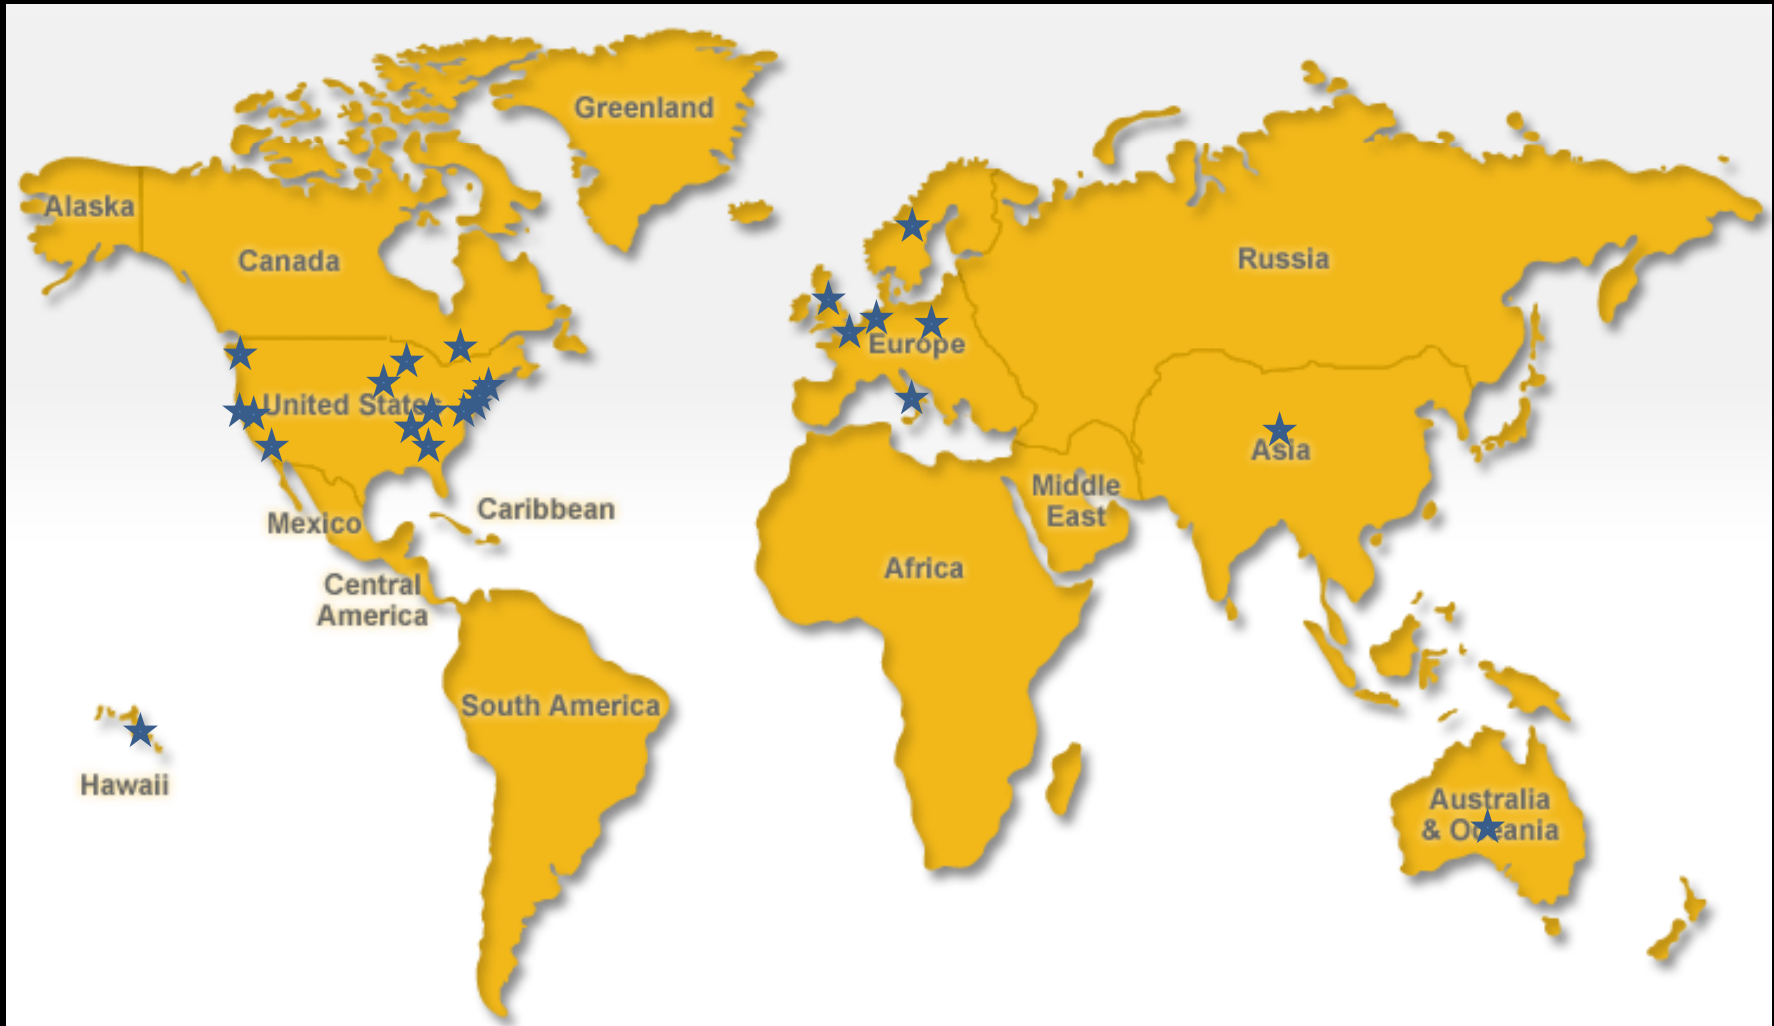 Greenland
Alaska
Canada
Russia
Europe
United States
Asia
Middle
East
Mexico
Caribbean
Africa
Central
America
South America
Hawaii
Australia
& Oceania